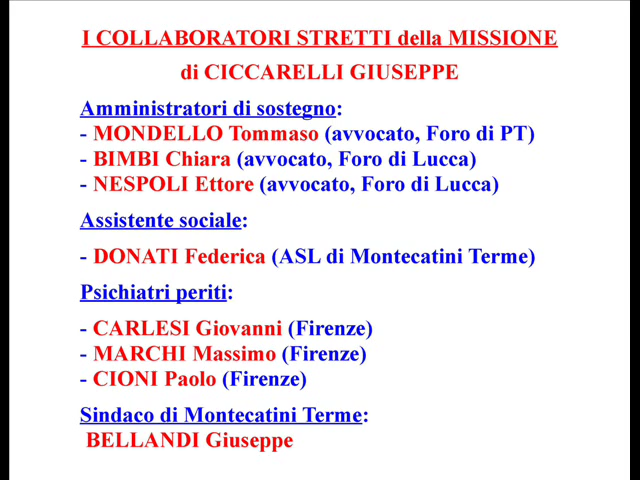 I COLLABORATORI STRETTI della MISSIONE
di CICCARELLI GIUSEPPE
Amministratori di sostegno:
- MONDELLO Tommaso (avvocato, Foro di PT)
- BIMBI Chiara (avvocato, Foro di Lucca)
- NESPOLI Ettore (avvocato, Foro di Lucca)
Assistente sociale:
- DONATI Federica (ASL di Montecatini Terme)
Psichiatri periti:
- CARLESI Giovanni (Firenze)
- MARCHI Massimo (Firenze)
- CIONI Paolo (Firenze)
Sindaco di Montecatini Terme:
BELLANDI Giuseppe